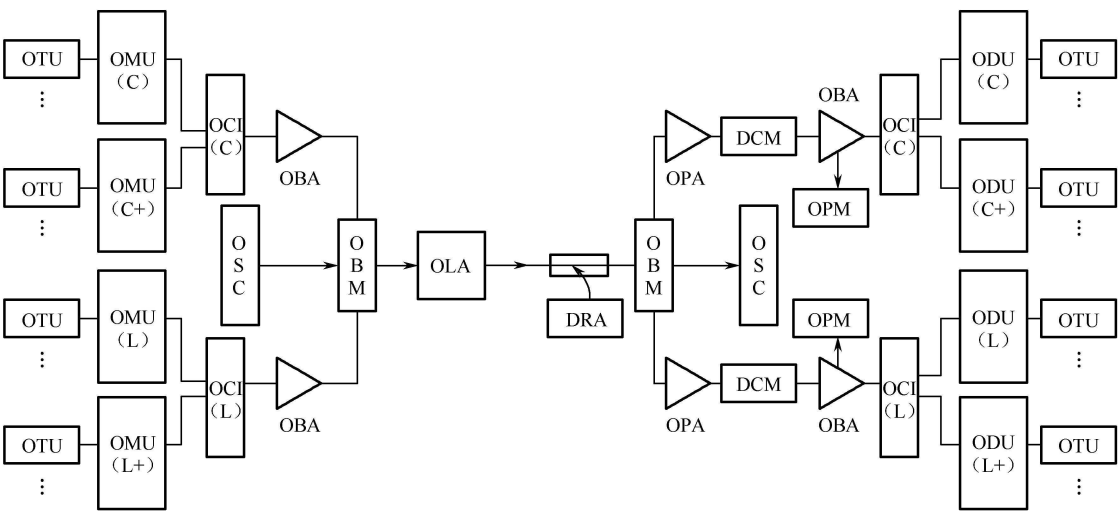 OTU
⋮
OMU
（C）
OTU
⋮
OMU
（C+）
OCI
（C）
OBA
OTU
⋮
OMU
（L）
OTU
⋮
OMU
（L+）
OCI
（L）
OBA
O
S
C
O
B
M
OLA
DRA
O
B
M
O
S
C
OPA
DCM
OBA
OPM
OCI
（C）
ODU
（C）
OTU
⋮
ODU
（C+）
OTU
⋮
OPA
DCM
OPM
OBA
OCI
（L）
ODU
（L）
OTU
⋮
ODU
（L+）
OTU
⋮